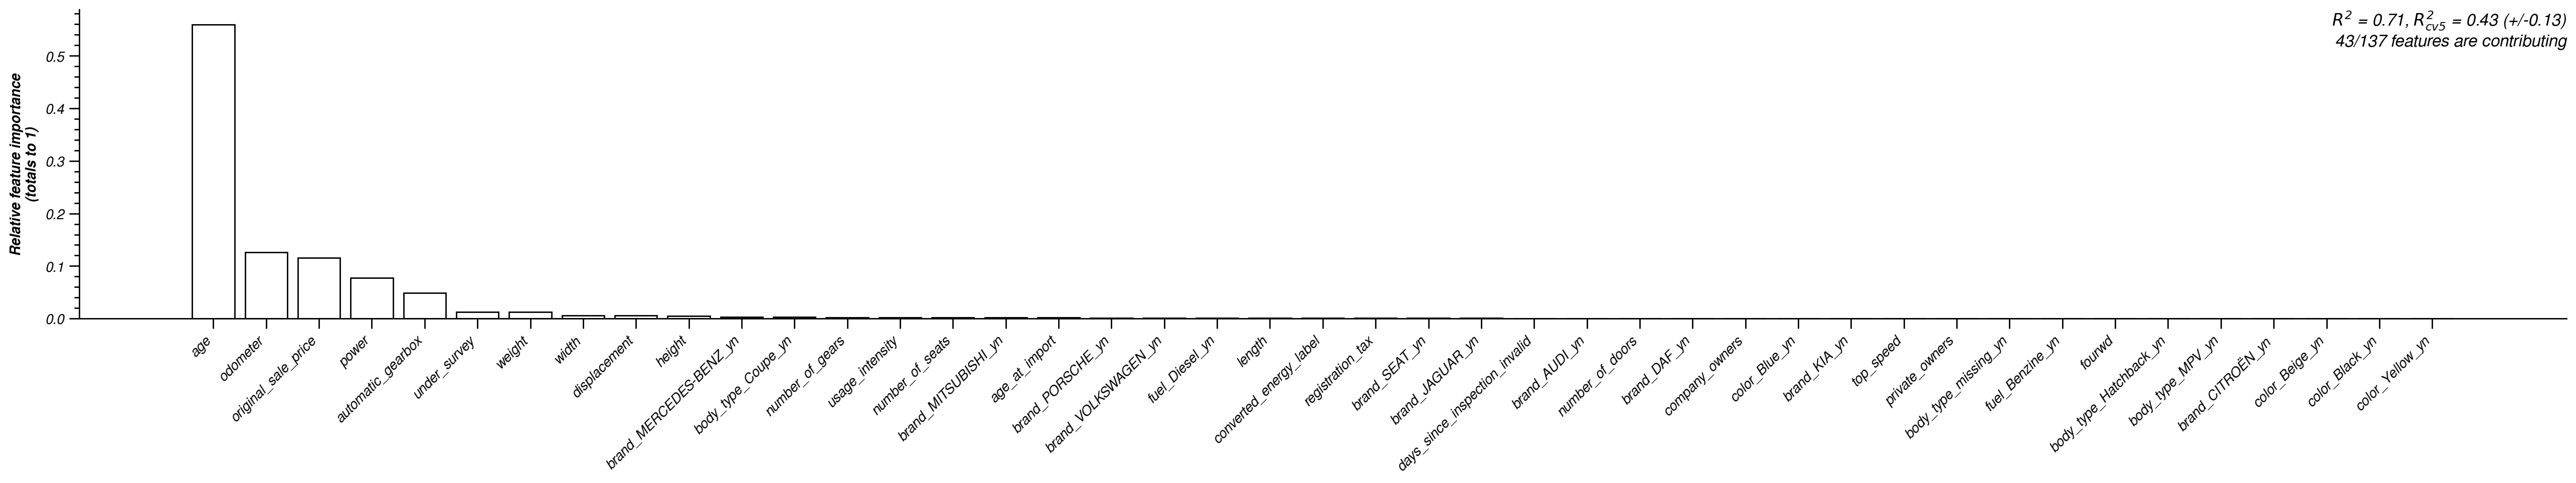 R² = 0.71, R²cv5 = 0.43 (+/-0.13)
43/137 features are contributing
Relative feature importance
(totals to 1)
0.5
0.4
0.3
0.2
0.1
0.0
age
odometer
original_sale_price
power
automatic_gearbox
under_survey
weight
width
displacement
height
brand_MERCEDES-BENZ_yn
body_type_Coupe_yn
number_of_gears
usage_intensity
number_of_seats
brand_MITSUBISHI_yn
age_at_import
brand_PORSCHE_yn
brand_VOLKSWAGEN_yn
fuel_Diesel_yn
length
converted_energy_label
registration_tax
brand_SEAT_yn
brand_JAGUAR_yn
days_since_inspection_invalid
brand_AUDI_yn
number_of_doors
brand_DAF_yn
company_owners
color_Blue_yn
brand_KIA_yn
top_speed
private_owners
body_type_missing_yn
fuel_Benzine_yn
fourwd
body_type_Hatchback_yn
body_type_MPV_yn
brand_CITROËN_yn
color_Beige_yn
color_Black_yn
color_Yellow_yn